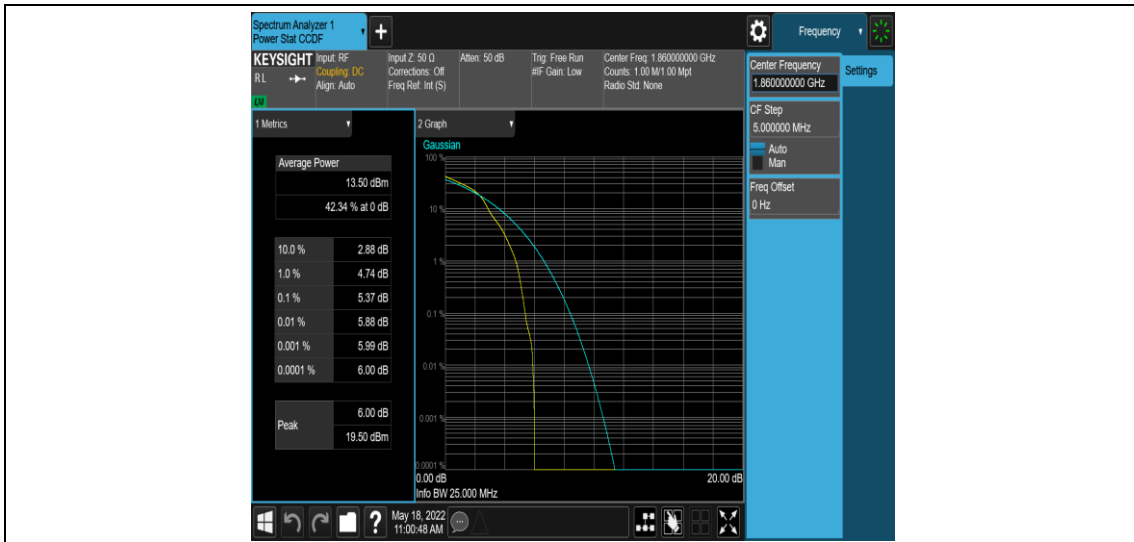 Spectrum Analyzer 1
Power Stat CCDF
+
Frequency
KEYSIGHT
RL
LXI
Input: RF
Coupling: DC
Align: Auto
Input Z: 50 Ω
Corrections: Off
Freq Ref: Int (S)
Atten: 50 dB
Trig: Free Run
#IF Gain: Low
Center Freq: 1.860000000 GHz
Counts: 1.00 M/1.00 Mpt
Radio Std: None
Center Frequency
1.860000000 GHz
Settings
CF Step
5.000000 MHz
Auto
Man
Freq Offset
0 Hz
1 Metrics
Average Power
13.50 dBm
42.34 % at 0 dB
10.0 % 2.88 dB
1.0 % 4.74 dB
0.1 % 5.37 dB
0.01 % 5.88 dB
0.001 % 5.99 dB
0.0001 % 6.00 dB
Peak 6.00 dB
19.50 dBm
2 Graph
Gaussian
100 %
10 %
1 %
0.1 %
0.01 %
0.001 %
0.0001 %
0.00 dB 20.00 dB
Info BW 25.000 MHz
?
May 18, 2022
11:00:48 AM